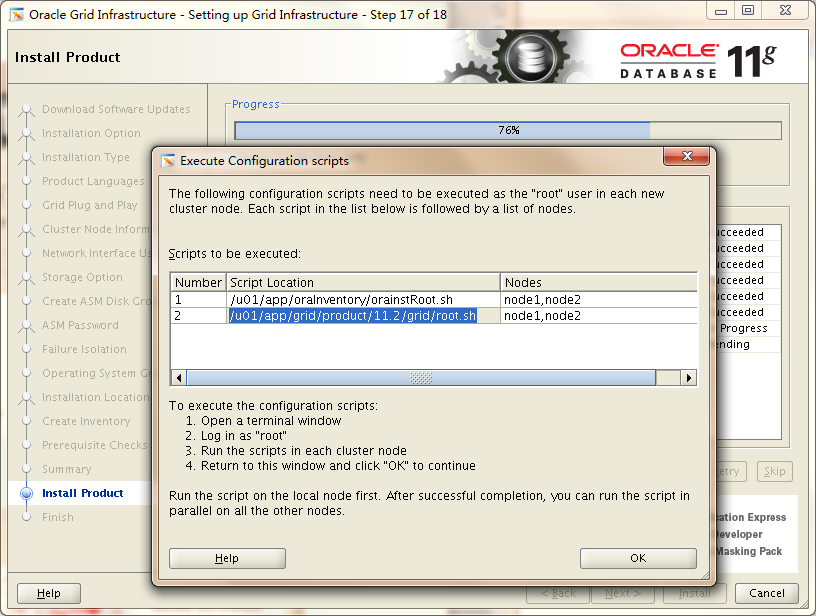 Oracle Grid Infrastructure - Setting up Grid Infrastructure - Step 17 of 18
Install Product
ORACLE
DATABASE 11g
Download Software Updates
Installation Option
Installation Type
Product Languages
Grid Plug and Play
Cluster Node Inform
Network Interface Us
Storage Option
Create ASM Disk Gro
ASM Password
Failure Isolation
Operating System G
Installation Location
Create Inventory
Prerequisite Checks
Summary
Install Product
Finish
Progress
76%
Execute Configuration scripts
The following configuration scripts need to be executed as the "root" user in each new
cluster node. Each script in the list below is followed by a list of nodes.
Scripts to be executed:
Number Script Location Nodes
1 /u01/app/oraInventory/orainstRoot.sh node1,node2
2 /u01/app/grid/product/11.2/grid/root.sh node1,node2
To execute the configuration scripts:
1. Open a terminal window
2. Log in as "root"
3. Run the scripts in each cluster node
4. Return to this window and click "OK" to continue
Run the script on the local node first. After successful completion, you can run the script in
parallel on all the other nodes.
Help OK
ucceeded
ucceeded
ucceeded
ucceeded
ucceeded
ucceeded
Progress
ending
etry Skip
cation Express
Developer
Masking Pack
Help < Back Next > Install Cancel